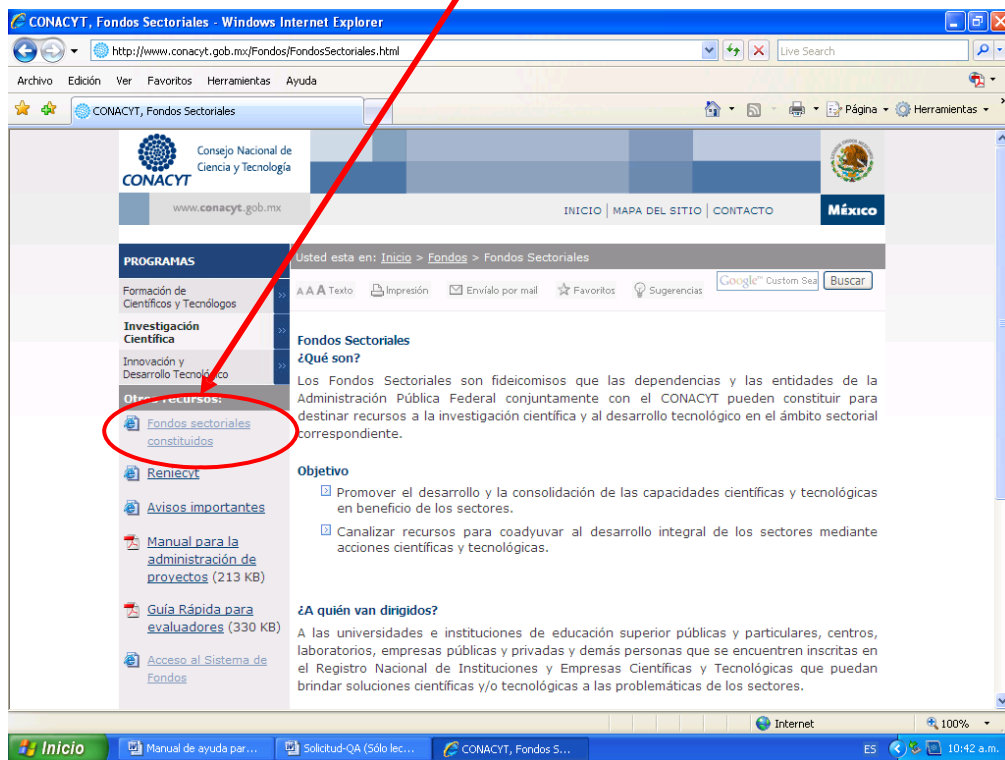 CONACYT, Fondos Sectoriales - Windows Internet Explorer
http://www.conacyt.gob.mx/Fondos/FondosSectoriales.html
Live Search
Archivo Edición Ver Favoritos Herramientas Ayuda
CONACYT, Fondos Sectoriales
Página
Herramientas
Consejo Nacional de
Ciencia y Tecnología
CONACYT
www.conacyt.gob.mx
INICIO | MAPA DEL SITIO | CONTACTO
México
PROGRAMAS
Formación de
Científicos y Tecnólogos
Investigación
Científica
Innovación y
Desarrollo Tecnológico
Otros recursos:
Fondos sectoriales
constituidos
Reniecyt
Avisos importantes
Manual para la
administración de
proyectos (213 KB)
Guía Rápida para
evaluadores (330 KB)
Acceso al Sistema de
Fondos
Usted esta en: Inicio > Fondos > Fondos Sectoriales
A A A Texto Impresión Envíalo por mail Favoritos Sugerencias Google™ Custom Sea Buscar
Fondos Sectoriales
¿Qué son?
Los Fondos Sectoriales son fideicomisos que las dependencias y las entidades de la
Administración Pública Federal conjuntamente con el CONACYT pueden constituir para
destinar recursos a la investigación científica y al desarrollo tecnológico en el ámbito sectorial
correspondiente.
Objetivo
Promover el desarrollo y la consolidación de las capacidades científicas y tecnológicas
en beneficio de los sectores.
Canalizar recursos para coadyuvar al desarrollo integral de los sectores mediante
acciones científicas y tecnológicas.
¿A quién van dirigidos?
A las universidades e instituciones de educación superior públicas y particulares, centros,
laboratorios, empresas públicas y privadas y demás personas que se encuentren inscritas en
el Registro Nacional de Instituciones y Empresas Científicas y Tecnológicas que puedan
brindar soluciones científicas y/o tecnológicas a las problemáticas de los sectores.
Internet
100%
Inicio
Manual de ayuda par...
Solicitud-QA (Sólo lec...
CONACYT, Fondos S...
ES
10:42 a.m.